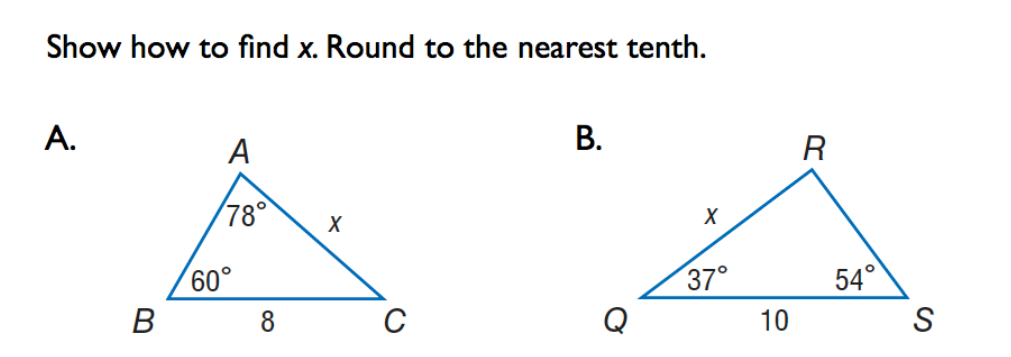 Show how to find x. Round to the nearest tenth.
A.
B.
A
78°
x
60°
B
8
C
R
x
37°
54°
Q
10
S